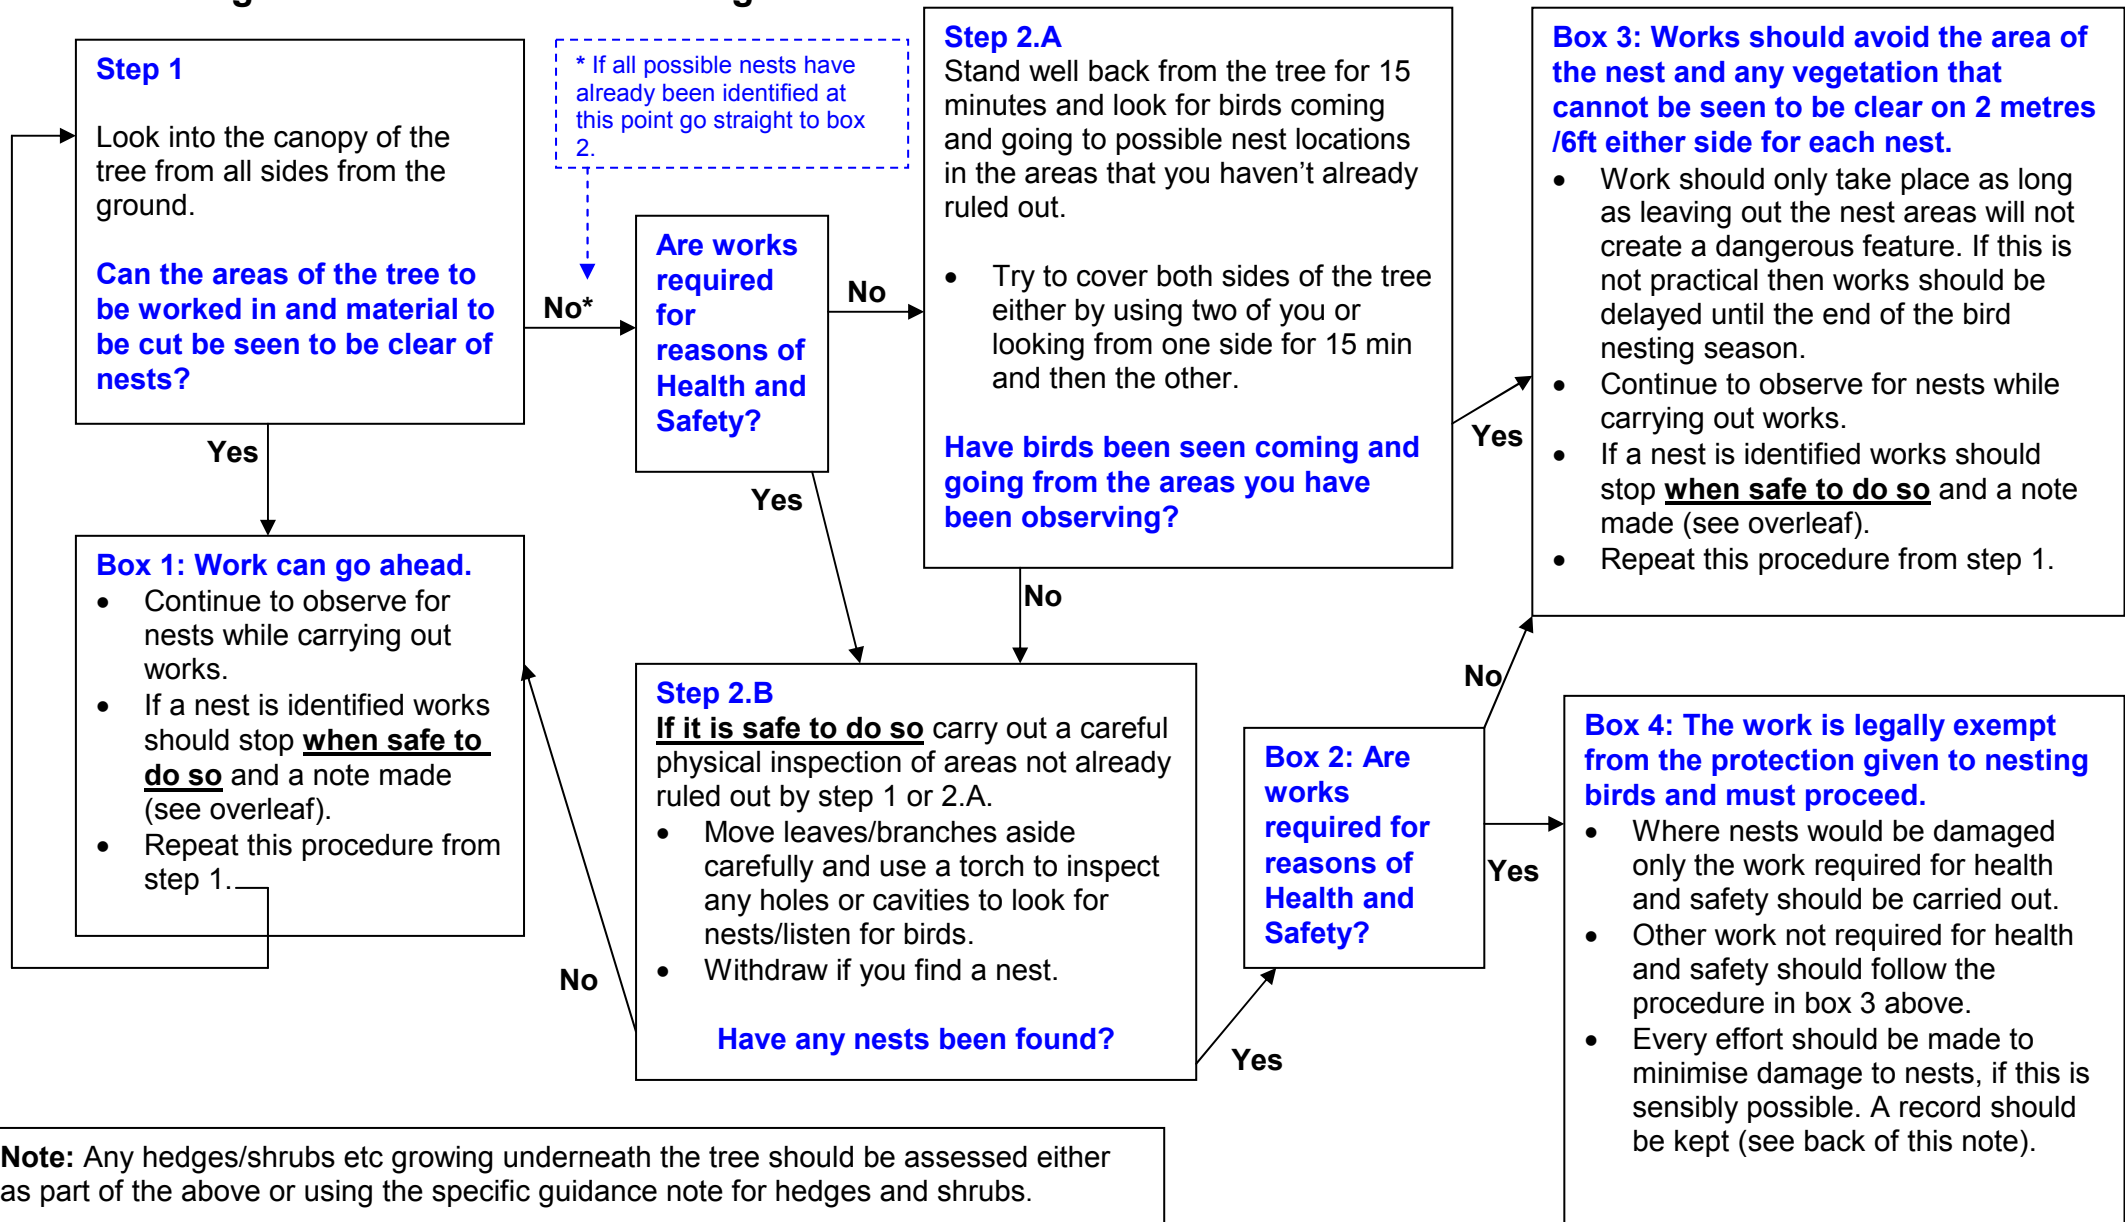 Step 1
Look into the canopy of the
tree from all sides from the
ground.
Can the areas of the tree to
be worked in and material to
be cut be seen to be clear of
nests?
Yes
* If all possible nests have
already been identified at
this point go straight to box
2.
No*
Are works
required
for
reasons of
Health and
Safety?
No
Yes
Step 2.A
Stand well back from the tree for 15
minutes and look for birds coming
and going to possible nest locations
in the areas that you haven’t already
ruled out.
• Try to cover both sides of the tree
either by using two of you or
looking from one side for 15 min
and then the other.
Have birds been seen coming and
going from the areas you have
been observing?
Yes
No
Box 3: Works should avoid the area of
the nest and any vegetation that
cannot be seen to be clear on 2 metres
/6ft either side for each nest.
• Work should only take place as long
as leaving out the nest areas will not
create a dangerous feature. If this is
not practical then works should be
delayed until the end of the bird
nesting season.
• Continue to observe for nests while
carrying out works.
• If a nest is identified works should
stop when safe to do so and a note
made (see overleaf).
• Repeat this procedure from step 1.
Box 1: Work can go ahead.
• Continue to observe for
nests while carrying out
works.
• If a nest is identified works
should stop when safe to
do so and a note made
(see overleaf).
• Repeat this procedure from
step 1.
No
Step 2.B
If it is safe to do so carry out a careful
physical inspection of areas not already
ruled out by step 1 or 2.A.
• Move leaves/branches aside
carefully and use a torch to inspect
any holes or cavities to look for
nests/listen for birds.
• Withdraw if you find a nest.
Have any nests been found?
Yes
Box 2: Are
works
required for
reasons of
Health and
Safety?
No
Yes
Box 4: The work is legally exempt
from the protection given to nesting
birds and must proceed.
• Where nests would be damaged
only the work required for health
and safety should be carried out.
• Other work not required for health
and safety should follow the
procedure in box 3 above.
• Every effort should be made to
minimise damage to nests, if this is
sensibly possible. A record should
be kept (see back of this note).
Note: Any hedges/shrubs etc growing underneath the tree should be assessed either
as part of the above or using the specific guidance note for hedges and shrubs.